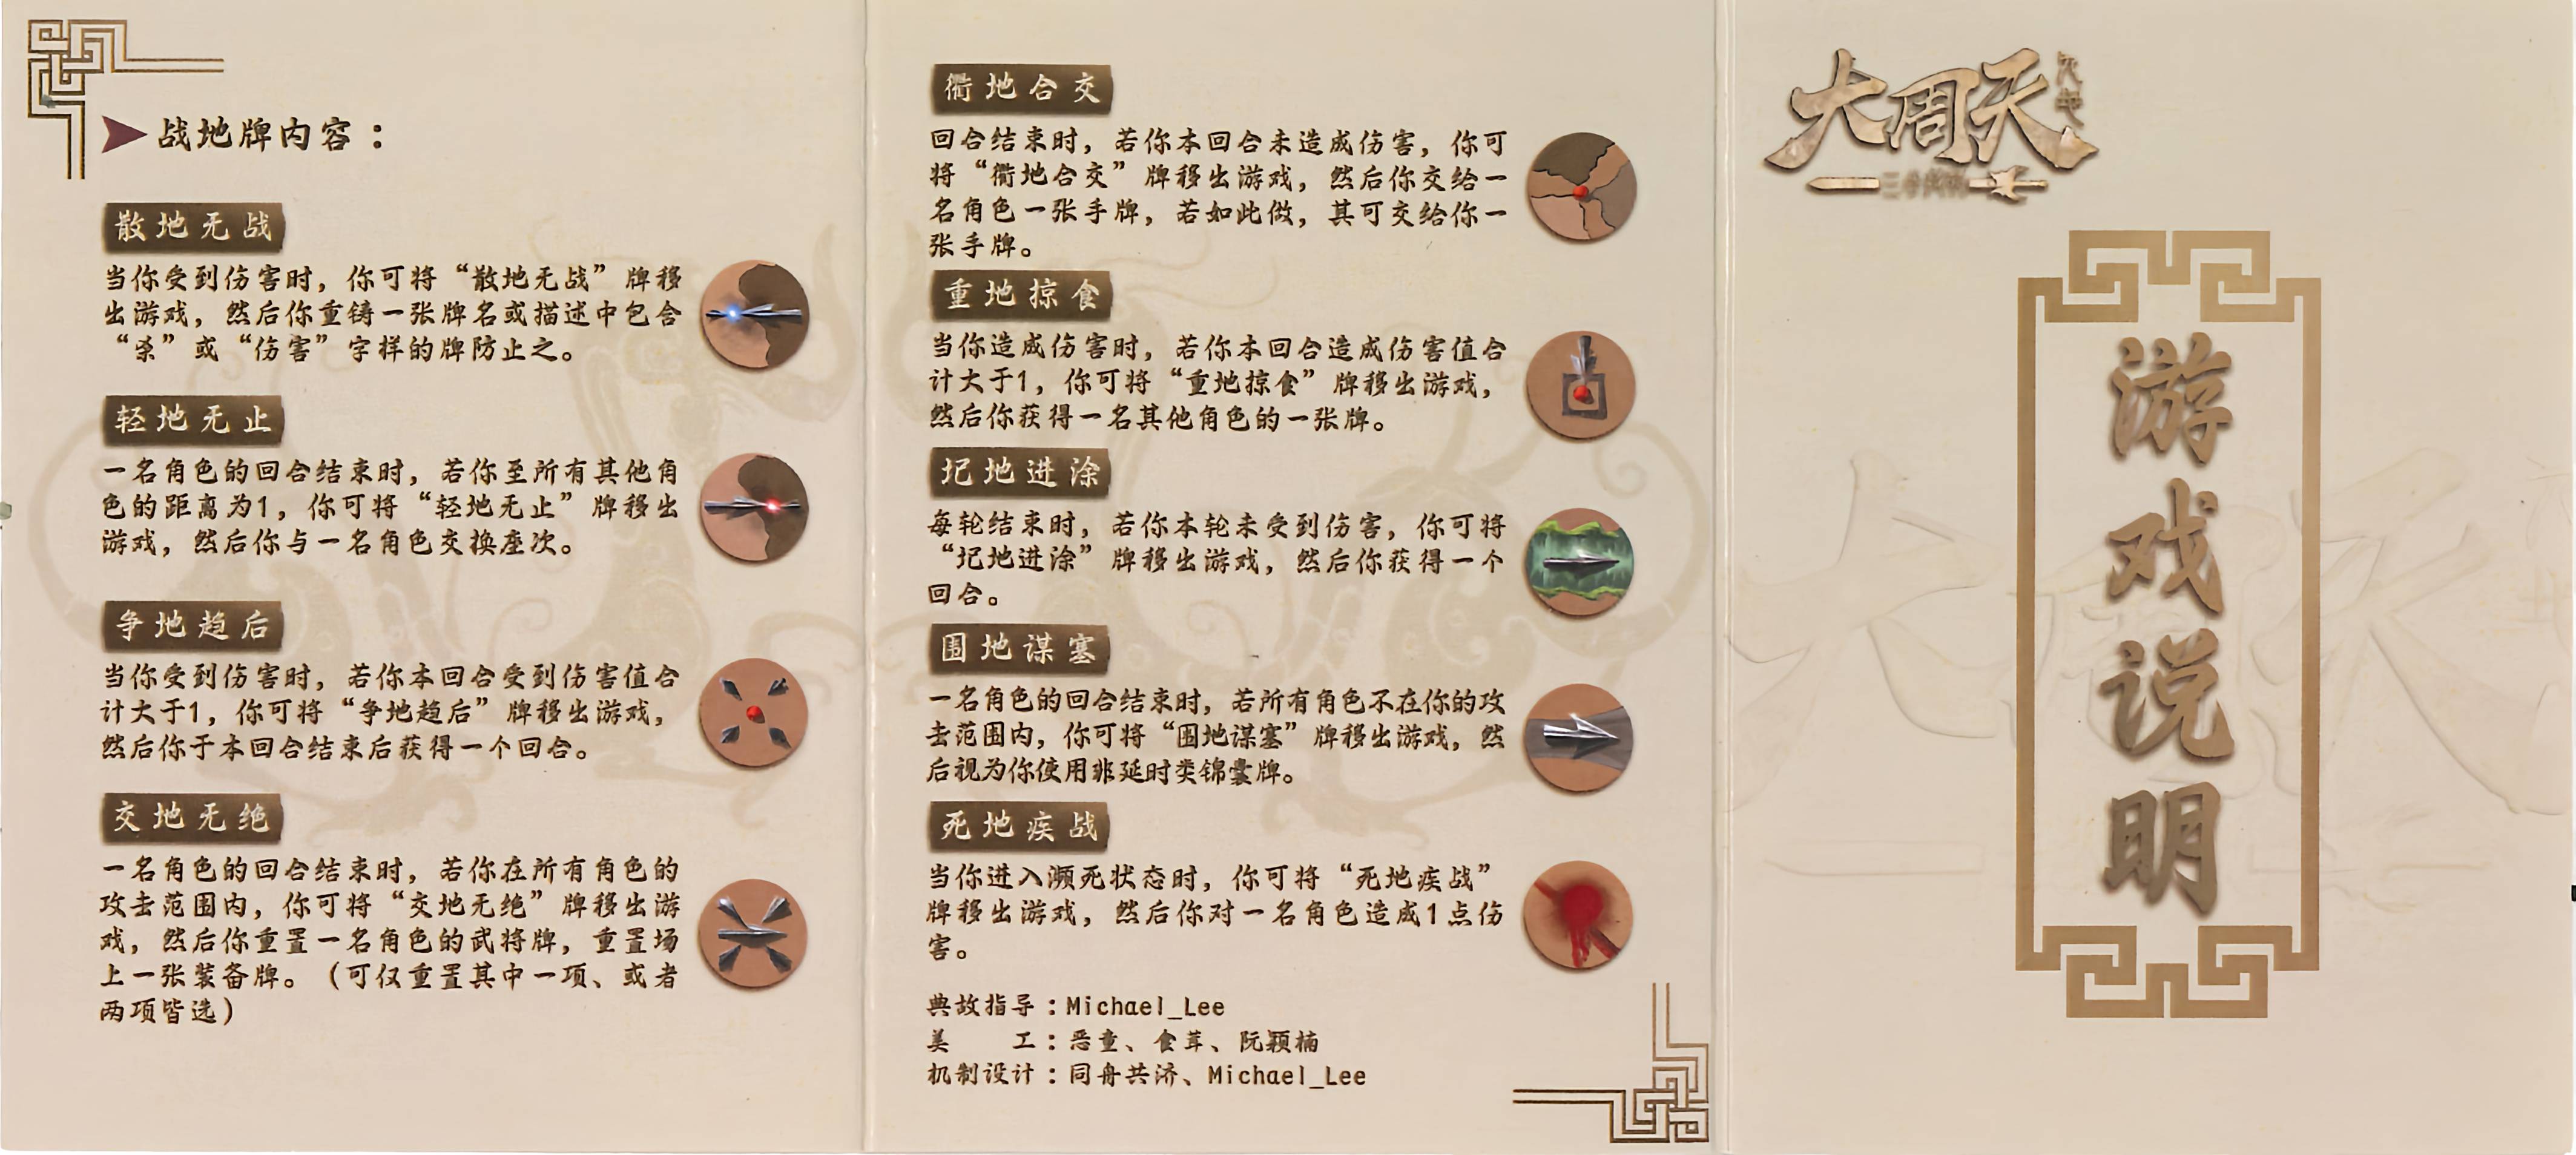 战地牌内容：
散地无战
当你受到伤害时，你可将“散地无战”牌移
出游戏，然后你重铸一张牌名或描述中包含
“杀”或“伤害”字样的牌防止之。
轻地无止
一名角色的回合结束时，若你至所有其他角
色的距离为1，你可将“轻地无止”牌移出
游戏，然后你与一名角色交换座次。
争地趋后
当你受到伤害时，若你本回合受到伤害值合
计大于1，你可将“争地趋后”牌移出游戏，
然后你于本回合结束后获得一个回合。
交地无绝
一名角色的回合结束时，若你在所有角色的
攻击范围内，你可将“交地无绝”牌移出游
戏，然后你重置一名角色的武将牌，重置场
上一张装备牌。（可仅重置其中一项、或者
两项皆选）
衢地合交
回合结束时，若你本回合未造成伤害，你可
将“衢地合交”牌移出游戏，然后你交给一
名角色一张手牌，若如此做，其可交给你一
张手牌。
重地掠食
当你造成伤害时，若你本回合造成伤害值合
计大于1，你可将“重地掠食”牌移出游戏，
然后你获得一名其他角色的一张牌。
圮地进涂
每轮结束时，若你本轮未受到伤害，你可将
“圮地进涂”牌移出游戏，然后你获得一个
回合。
围地谋塞
一名角色的回合结束时，若所有角色不在你的攻
击范围内，你可将“围地谋塞”牌移出游戏，然
后视为你使用非延时类锦囊牌。
死地疾战
当你进入濒死状态时，你可将“死地疾战”
牌移出游戏，然后你对一名角色造成1点伤
害。
典故指导：Michael_Lee
美　　工：恶童、食茸、阮颖楠
机制设计：同舟共济、Michael_Lee
大周天
游戏说明